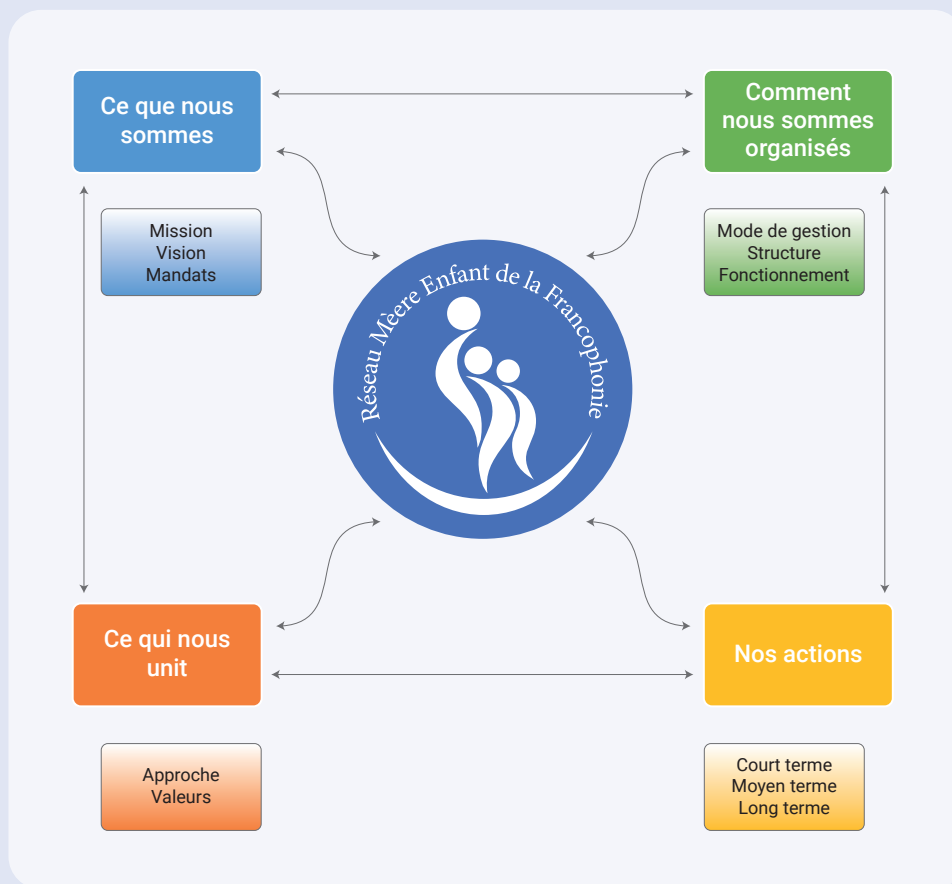 Ce que nous
sommes
Comment
nous sommes
organisés
Mission
Vision
Mandats
Mode de gestion
Structure
Fonctionnement
Réseau Mèere Enfant de la Francophonie
Ce qui nous
unit
Nos actions
Approche
Valeurs
Court terme
Moyen terme
Long terme